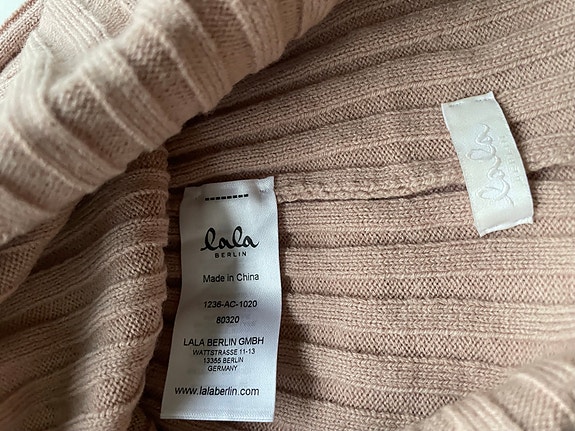 lala
BERLIN
Made in China
1236-AC-1020
80320
LALA BERLIN GMBH
WATTSTRASSE 11-13
13355 BERLIN
GERMANY
www.lalaberlin.com
lala